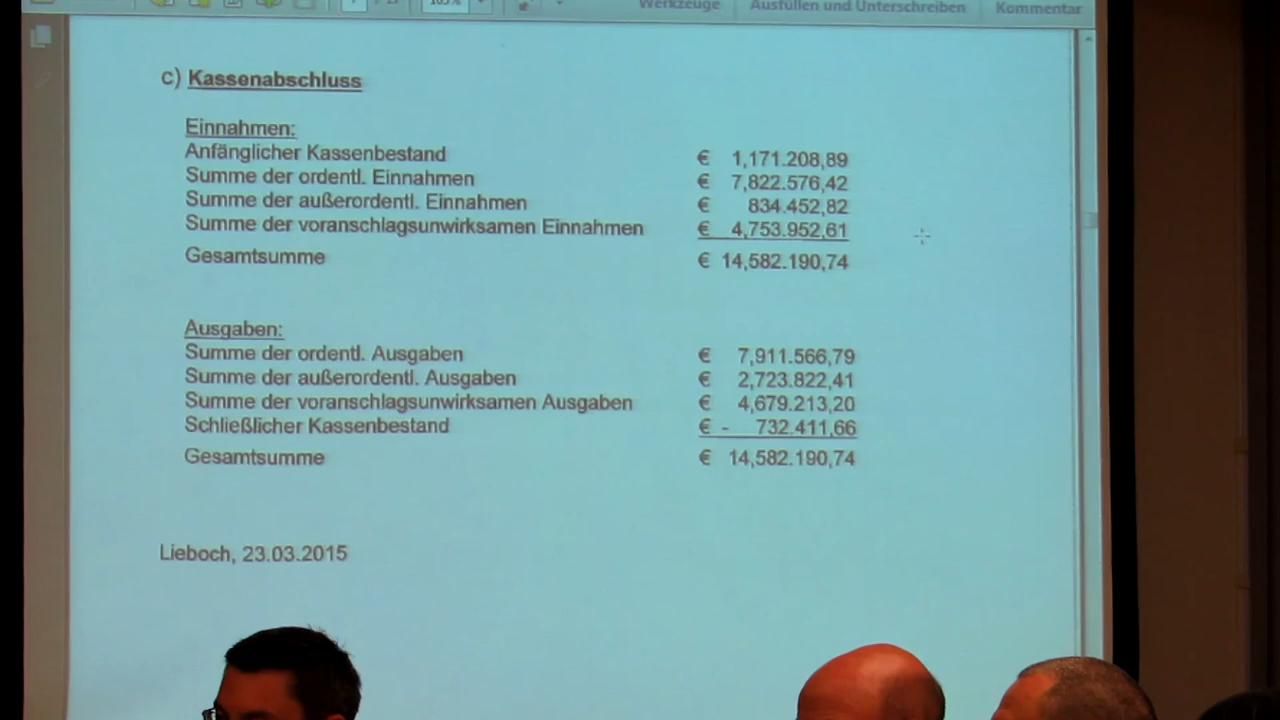 Werkzeuge Ausfüllen und Unterschreiben Kommentar
c) Kassenabschluss
Einnahmen:
Anfänglicher Kassenbestand € 1,171.208,89
Summe der ordentl. Einnahmen € 7,822.576,42
Summe der außerordentl. Einnahmen € 834.452,82
Summe der voranschlagsunwirksamen Einnahmen € 4,753.952,61
Gesamtsumme € 14,582.190,74
Ausgaben:
Summe der ordentl. Ausgaben € 7,911.566,79
Summe der außerordentl. Ausgaben € 2,723.822,41
Summe der voranschlagsunwirksamen Ausgaben € 4,679.213,20
Schließlicher Kassenbestand € - 732.411,66
Gesamtsumme € 14,582.190,74
Lieboch, 23.03.2015